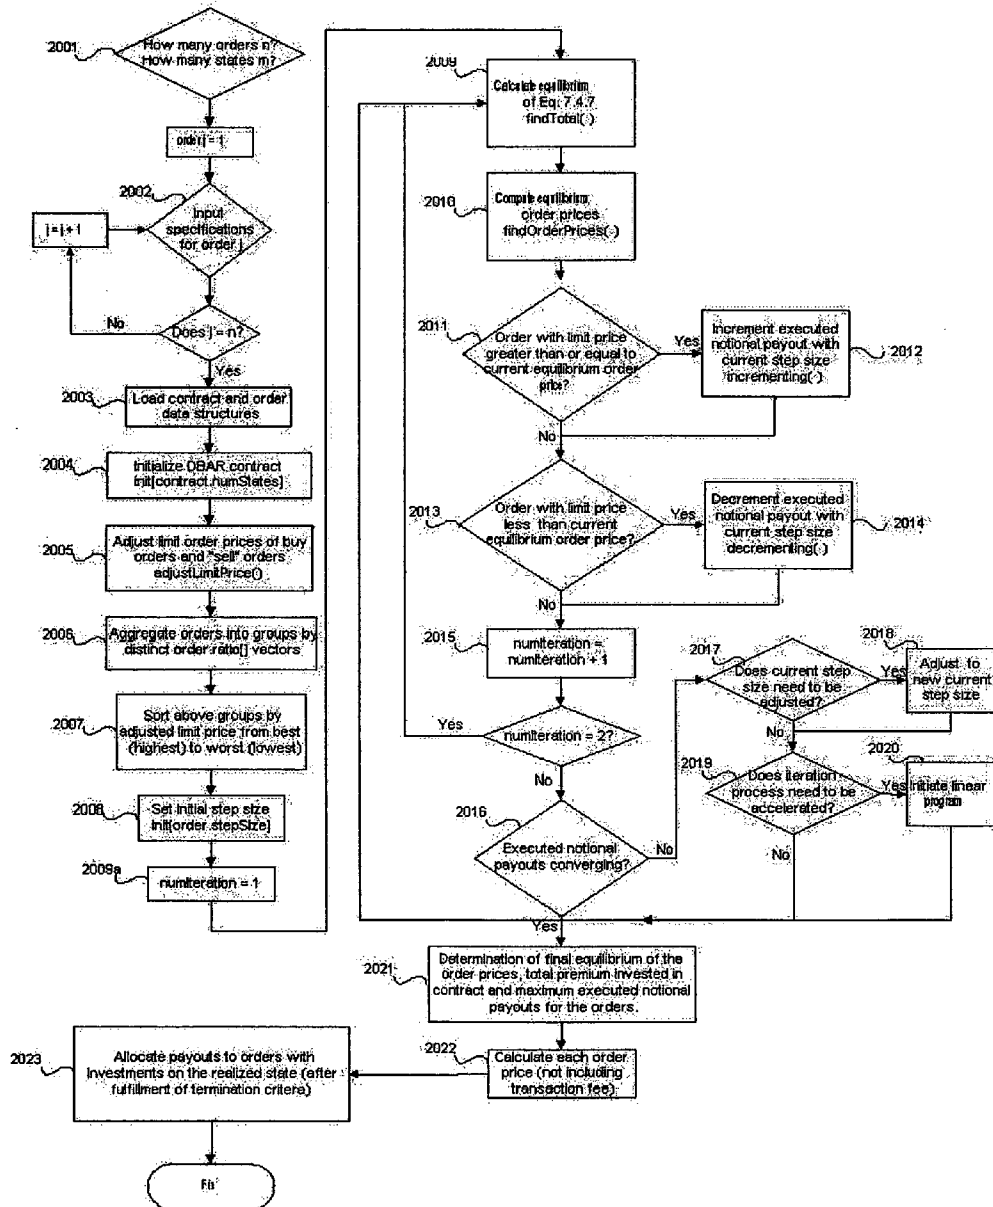 2001
How many orders n?
How many states m?
order j = 1
2002
Input
specifications
for order j
j = j + 1
Does j = n?
No
Yes
2003
Load contract and order
data structures
2004
Initialize DBAR contract
init[contract.numStates]
2005
Adjust limit order prices of buy
orders and "sell" orders
adjustLimitPrice()
2006
Aggregate orders into groups by
distinct order.ratio[] vectors
2007
Sort above groups by
adjusted limit price from best
(highest) to worst (lowest)
2008
Set initial step size
init[order.stepSize]
2009a
numIteration = 1
2009
Calculate equilibrium
of Eq. 7.4.7
findTotal(·)
2010
Compute equilibrium
order prices
findOrderPrices(·)
2011
Order with limit price
greater than or equal to
current equilibrium order
price?
Yes
Increment executed
notional payout with
current step size
incrementing(·)
2012
No
2013
Order with limit price
less than current
equilibrium order price?
Yes
Decrement executed
notional payout with
current step size
decrementing(·)
2014
No
2015
numIteration =
numIteration + 1
numIteration = 2?
Yes
No
2016
Executed notional
payouts converging?
No
Yes
2017
Does current step
size need to be
adjusted?
Yes
2018
Adjust to
new current
step size
No
2019
Does iteration
process need to be
accelerated?
Yes
2020
Initiate linear
program
No
2021
Determination of final equilibrium of the
order prices, total premium invested in
contract and maximum executed notional
payouts for the orders.
2022
Calculate each order
price (not including
transaction fee)
2023
Allocate payouts to orders with
investments on the realized state (after
fulfillment of termination criteria)